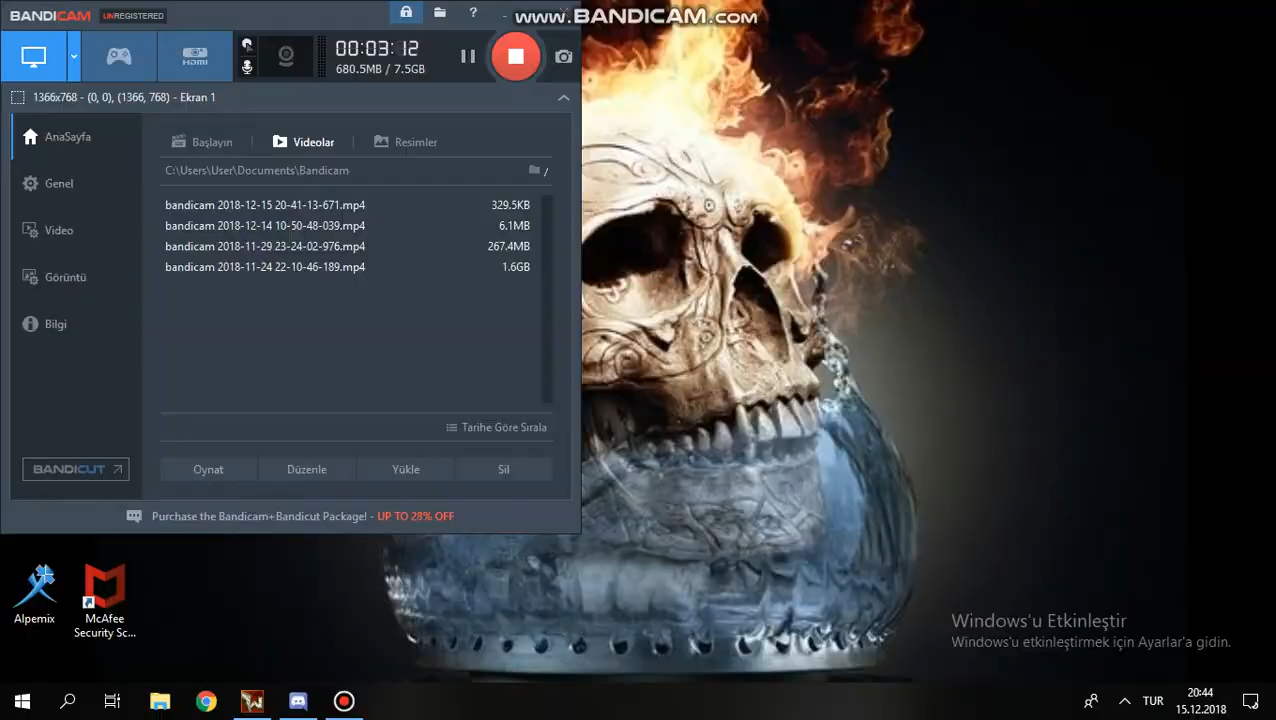 BANDICAM UNREGISTERED
?
www.BANDICAM.com
HDMI
00:03:12
680.5MB / 7.5GB
1366x768 - (0, 0), (1366, 768) - Ekran 1
AnaSayfa
Genel
Video
Görüntü
Bilgi
BANDICUT
Başlayın
Videolar
Resimler
C:\Users\User\Documents\Bandicam
/
bandicam 2018-12-15 20-41-13-671.mp4 329.5KB
bandicam 2018-12-14 10-50-48-039.mp4 6.1MB
bandicam 2018-11-29 23-24-02-976.mp4 267.4MB
bandicam 2018-11-24 22-10-46-189.mp4 1.6GB
Tarihe Göre Sırala
Oynat Düzenle Yükle Sil
Purchase the Bandicam+Bandicut Package! - UP TO 28% OFF
Alpemix
McAfee
Security Sc...
Windows'u Etkinleştir
Windows'u etkinleştirmek için Ayarlar'a gidin.
TUR
20:44
15.12.2018